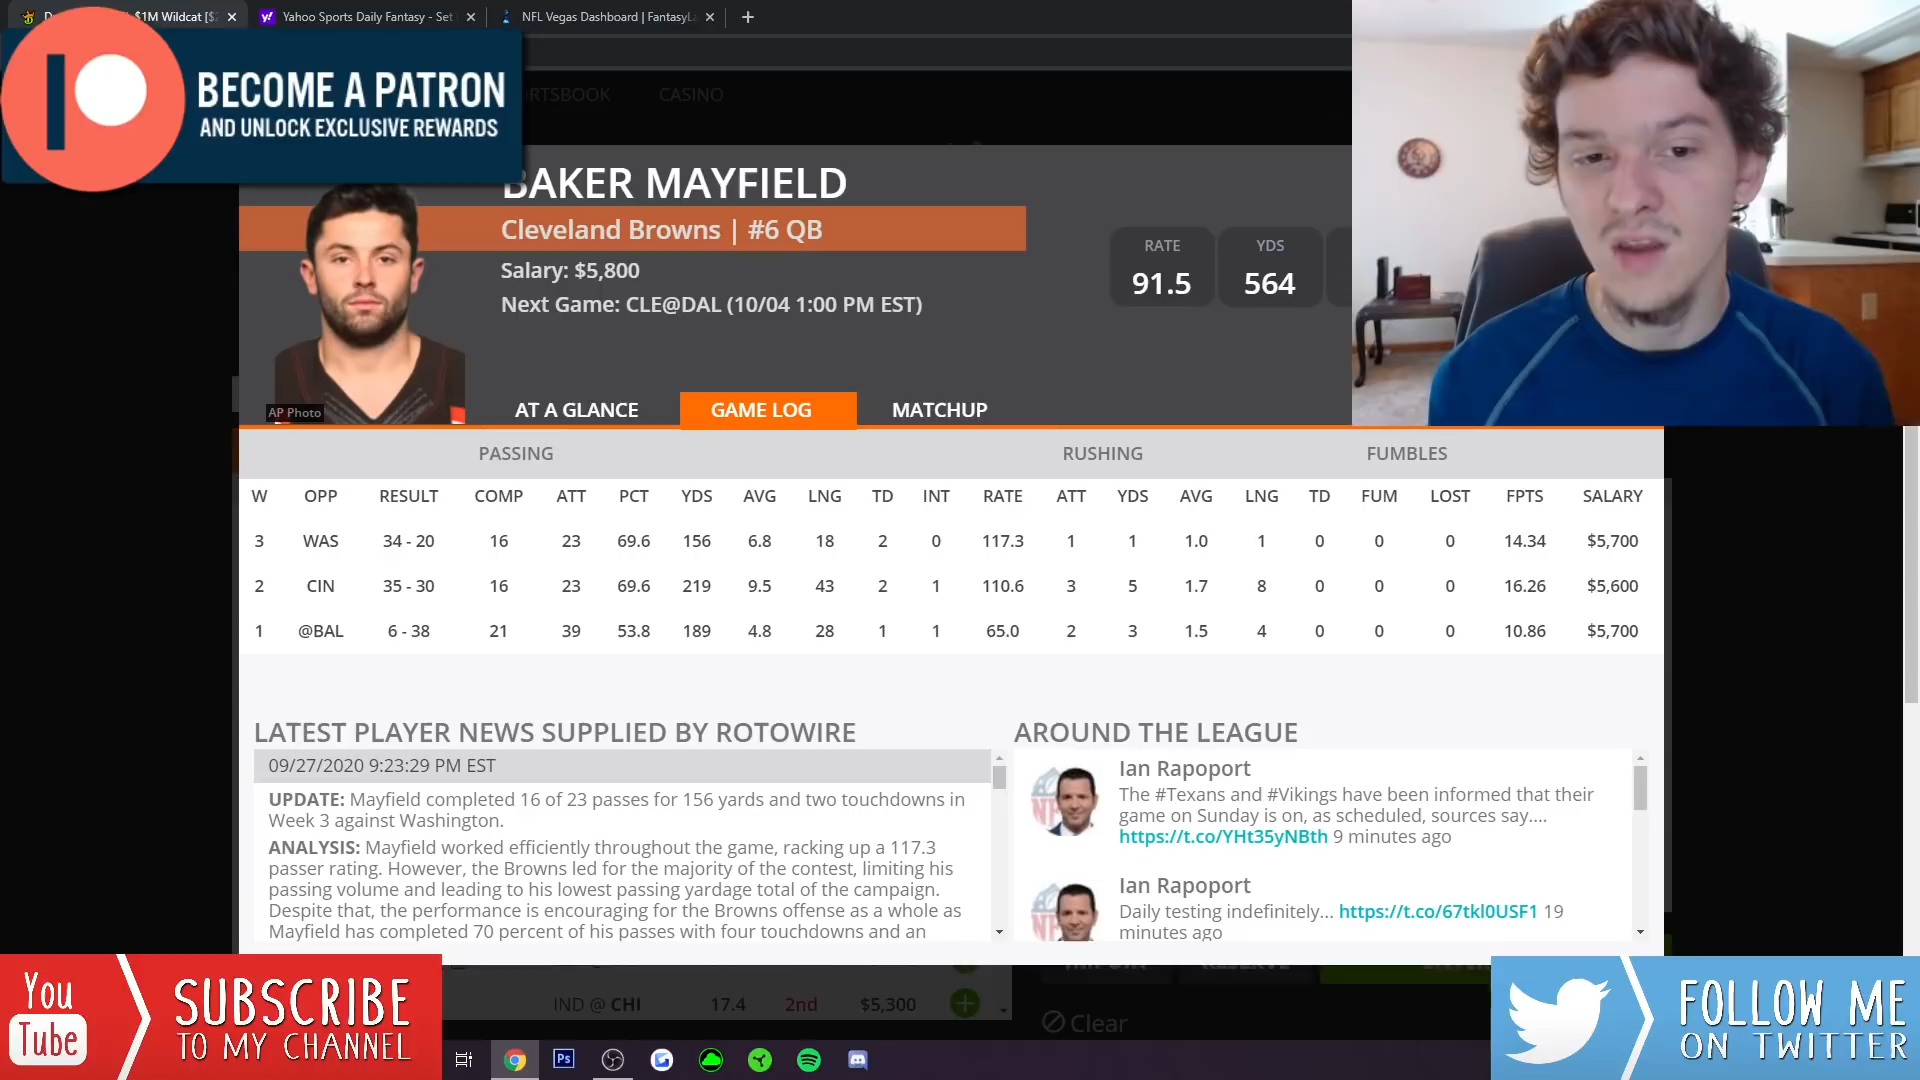 $1M Wildcat [$
Yahoo Sports Daily Fantasy - Set
NFL Vegas Dashboard | FantasyLa
BECOME A PATRON
AND UNLOCK EXCLUSIVE REWARDS
CASINO
BAKER MAYFIELD
Cleveland Browns | #6 QB
Salary: $5,800
Next Game: CLE@DAL (10/04 1:00 PM EST)
RATE YDS
91.5 564
AP Photo
AT A GLANCE GAME LOG MATCHUP
PASSING RUSHING FUMBLES
W OPP RESULT COMP ATT PCT YDS AVG LNG TD INT RATE ATT YDS AVG LNG TD FUM LOST FPTS SALARY
3 WAS 34 - 20 16 23 69.6 156 6.8 18 2 0 117.3 1 1 1.0 1 0 0 0 14.34 $5,700
2 CIN 35 - 30 16 23 69.6 219 9.5 43 2 1 110.6 3 5 1.7 8 0 0 0 16.26 $5,600
1 @BAL 6 - 38 21 39 53.8 189 4.8 28 1 1 65.0 2 3 1.5 4 0 0 0 10.86 $5,700
LATEST PLAYER NEWS SUPPLIED BY ROTOWIRE
09/27/2020 9:23:29 PM EST
UPDATE: Mayfield completed 16 of 23 passes for 156 yards and two touchdowns in
Week 3 against Washington.
ANALYSIS: Mayfield worked efficiently throughout the game, racking up a 117.3
passer rating. However, the Browns led for the majority of the contest, limiting his
passing volume and leading to his lowest passing yardage total of the campaign.
Despite that, the performance is encouraging for the Browns offense as a whole as
Mayfield has completed 70 percent of his passes with four touchdowns and an
AROUND THE LEAGUE
Ian Rapoport
The #Texans and #Vikings have been informed that their
game on Sunday is on, as scheduled, sources say....
https://t.co/YHt35yNBth 9 minutes ago
Ian Rapoport
Daily testing indefinitely... https://t.co/67tkl0USF1 19
minutes ago
IND @ CHI 17.4 2nd $5,300
Clear
You
Tube
SUBSCRIBE
TO MY CHANNEL
Ps
FOLLOW ME
ON TWITTER